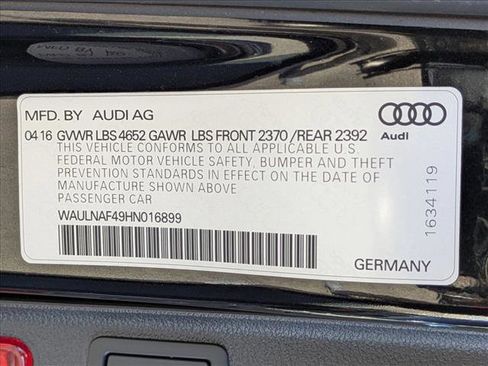 MFD. BY AUDI AG
04 16 GVWR LBS 4652 GAWR LBS FRONT 2370 /REAR 2392
THIS VEHICLE CONFORMS TO ALL APPLICABLE U.S.
FEDERAL MOTOR VEHICLE SAFETY, BUMPER AND THEFT
PREVENTION STANDARDS IN EFFECT ON THE DATE OF
MANUFACTURE SHOWN ABOVE
PASSENGER CAR
WAULNAF49HN016899
GERMANY
Audi
1634119